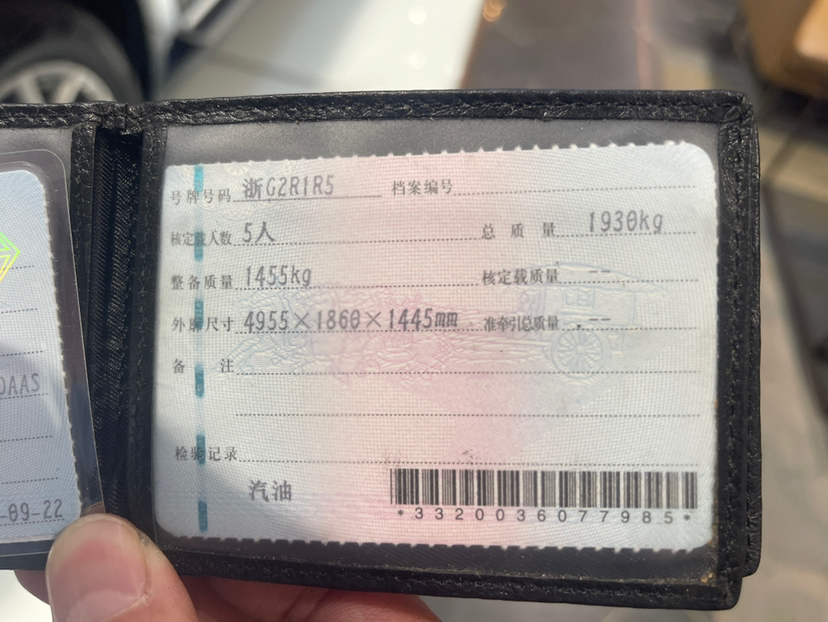 号牌号码 浙G2R1R5 档案编号
核定载人数 5人 总质量 1930kg
整备质量 1455kg 核定载质量 --
外廓尺寸 4955×1860×1445mm 准牵引总质量 --
备注
检验记录
汽油
*3320036077985*
DAAS
-09-22